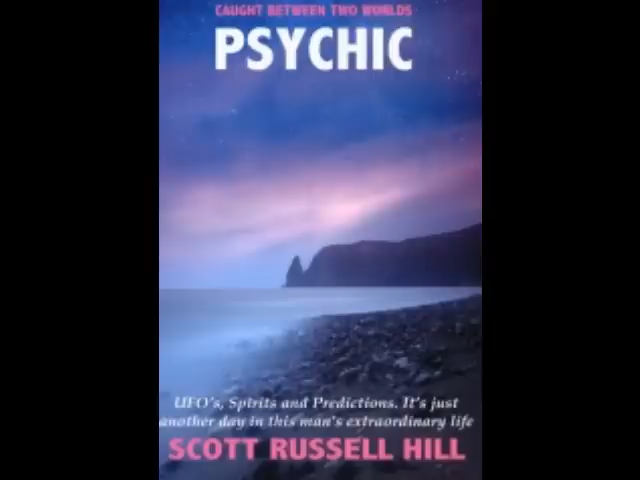 CAUGHT BETWEEN TWO WORLDS
PSYCHIC
UFO's, Spirits and Predictions. It's just
another day in this man's extraordinary life
SCOTT RUSSELL HILL